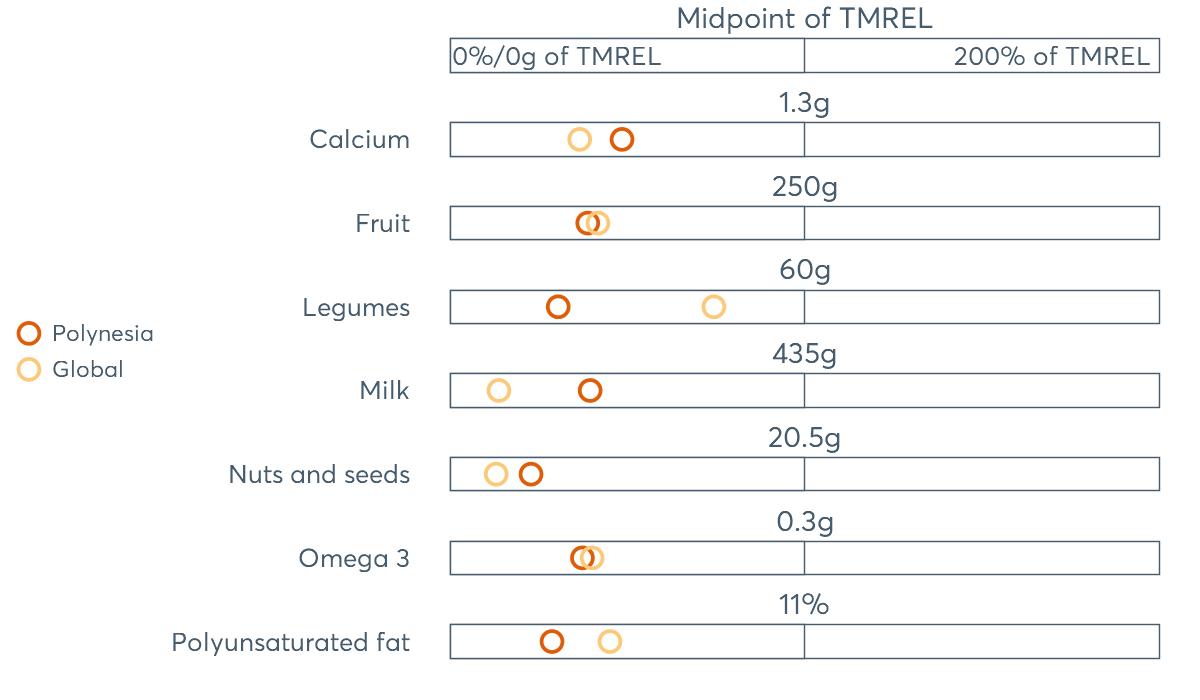 Midpoint of TMREL
0%/0g of TMREL 200% of TMREL
1.3g
Calcium
250g
Fruit
60g
Legumes
Polynesia
435g
Global
Milk
20.5g
Nuts and seeds
0.3g
Omega 3
11%
Polyunsaturated fat